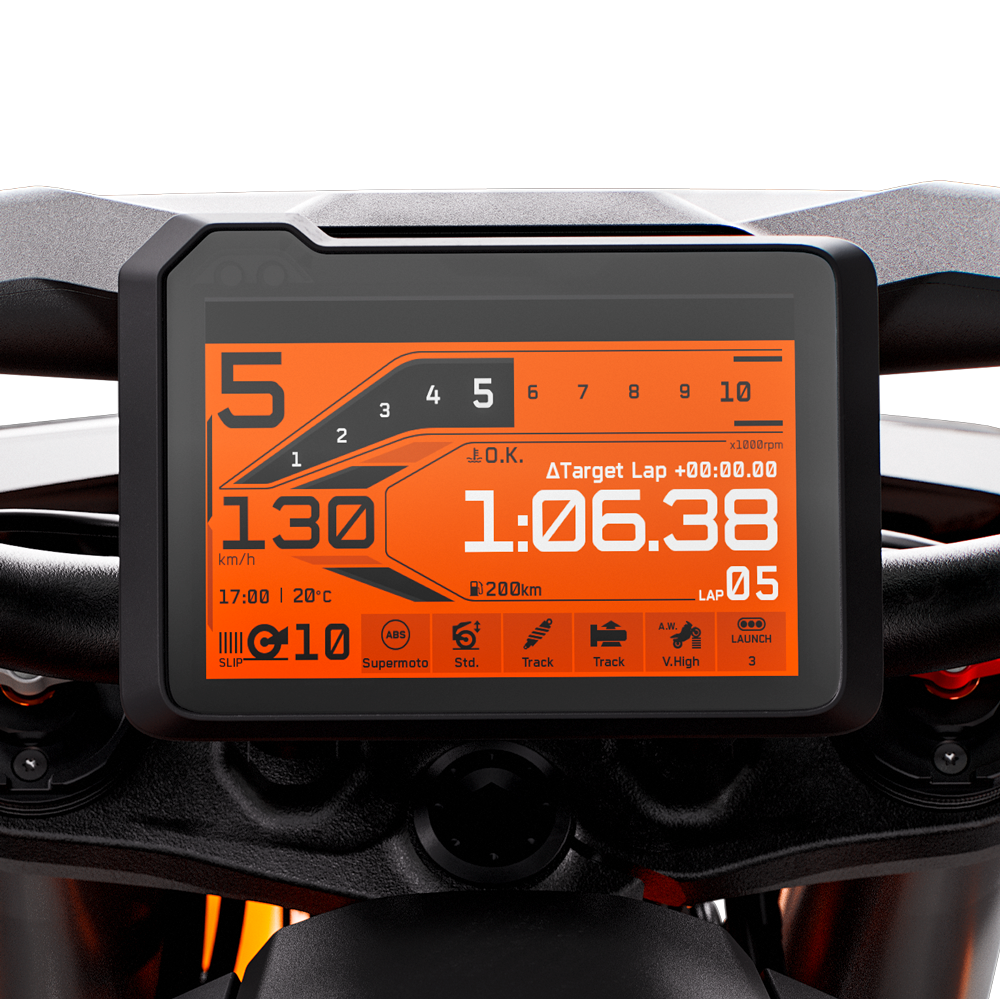 5
1 2 3 4 5 6 7 8 9 10
x1000rpm
O.K.
ΔTarget Lap +00:00.00
130
km/h
1:06.38
200km
LAP 05
17:00 | 20°C
SLIP 10
ABS
Supermoto
Std.
Track
Track
A.W.
V.High
LAUNCH
3